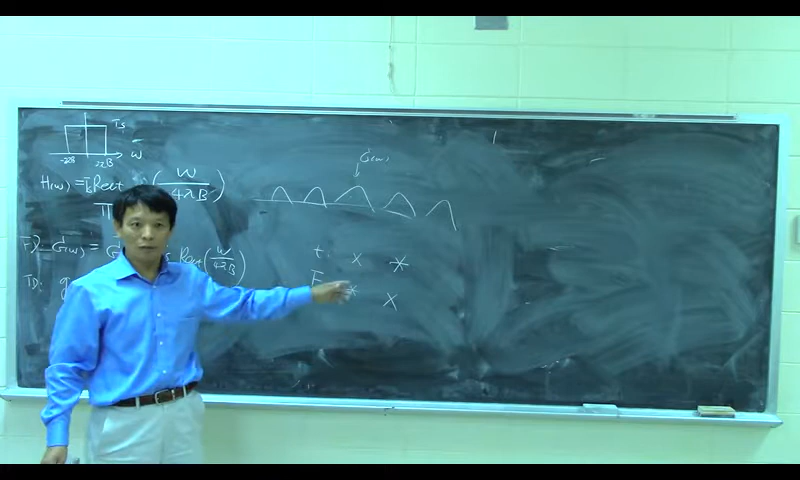 Ts
-2πB 2πB w
G(w)
H(w) = Ts Rect (w/4πB)
FD G(w) = Rect (w/4πB)
t: × *
TD: g F * ×